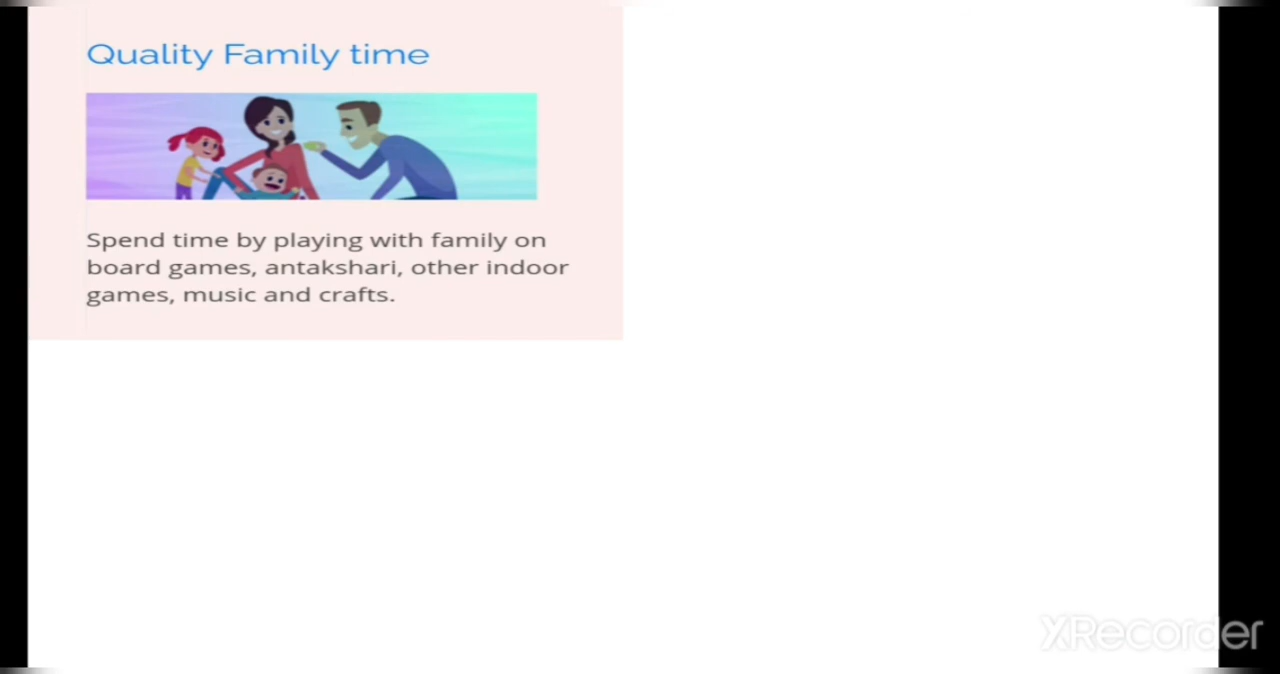 Quality Family time
Spend time by playing with family on
board games, antakshari, other indoor
games, music and crafts.
XRecorder